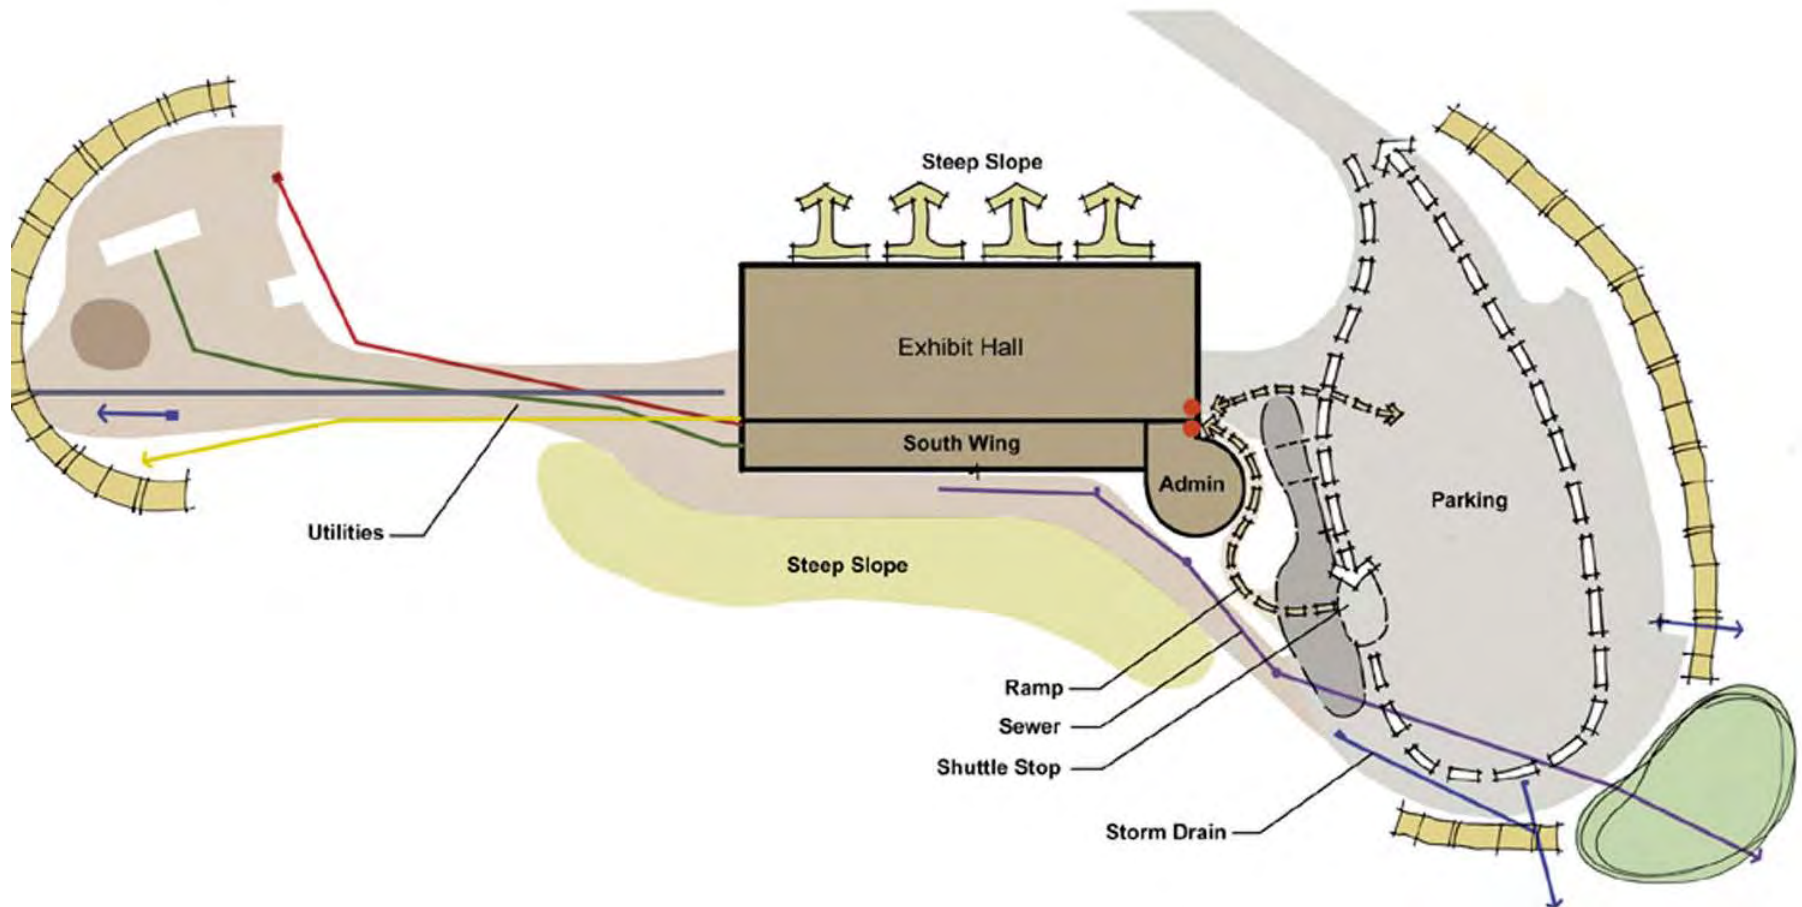 Steep Slope
Exhibit Hall
South Wing
Admin
Parking
Utilities
Steep Slope
Ramp
Sewer
Shuttle Stop
Storm Drain